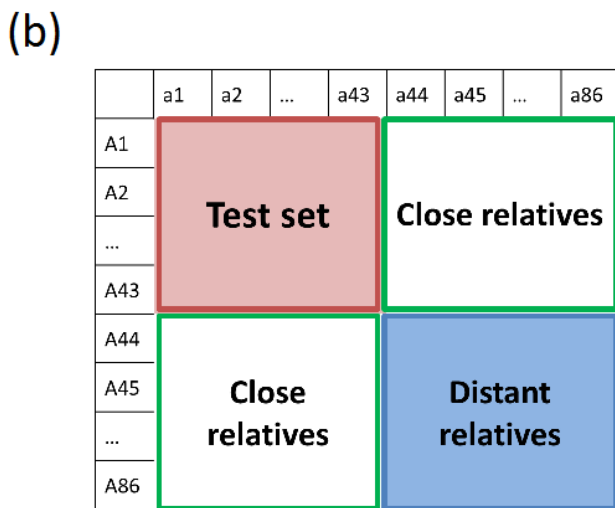 (b)
a1 a2 ... a43 a44 a45 ... a86
A1
A2
...
A43
A44
A45
...
A86
Test set
Close relatives
Close
relatives
Distant
relatives